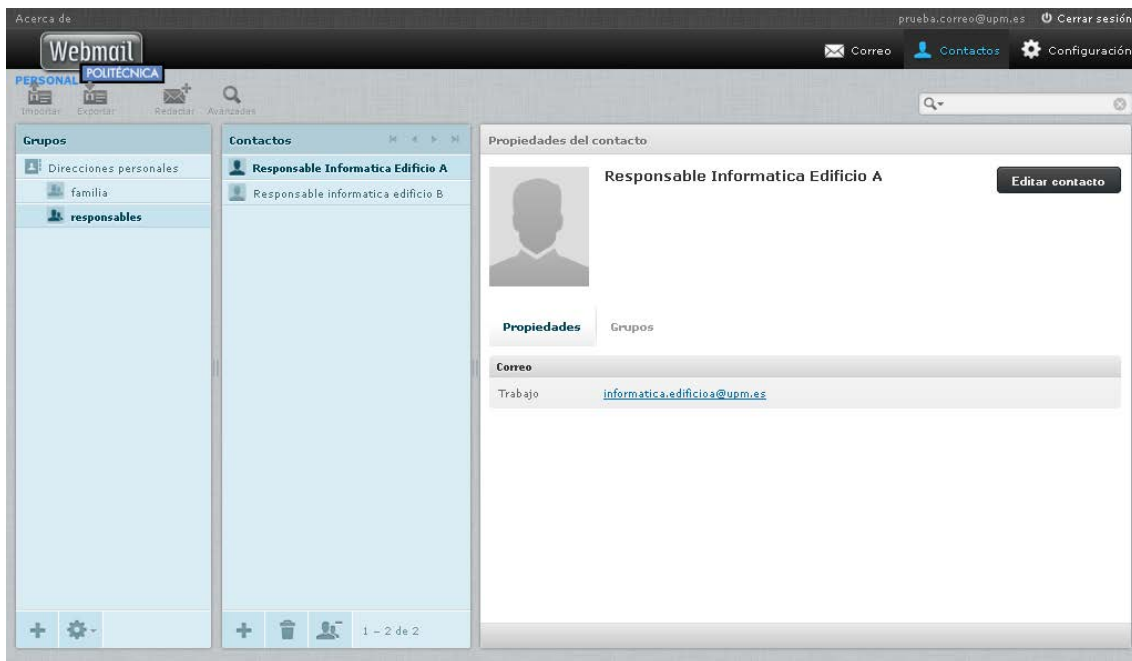 Acerca de
prueba.correo@upm.es Cerrar sesión
Webmail
POLITÉCNICA
PERSONAL
Correo Contactos Configuración
Importar Exportar Redactar Avanzadas
Grupos
Direcciones personales
familia
responsables
Contactos
Responsable Informatica Edificio A
Responsable informatica edificio B
1 – 2 de 2
Propiedades del contacto
Responsable Informatica Edificio A
Editar contacto
Propiedades Grupos
Correo
Trabajo informatica.edificioa@upm.es